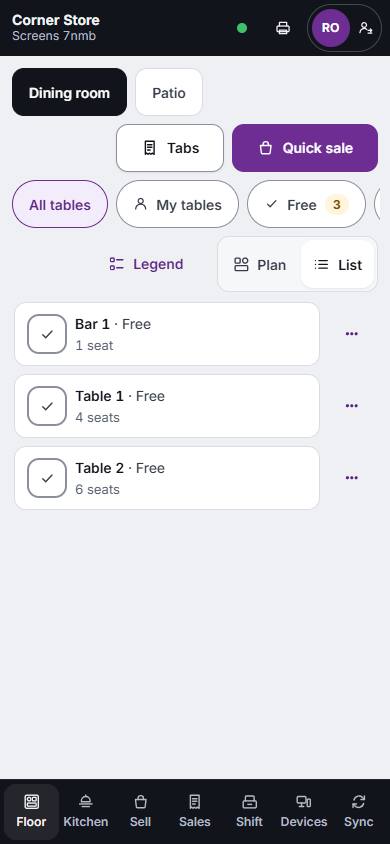 Corner Store
Screens 7nmb
RO
Dining room
Patio
Tabs
Quick sale
All tables
My tables
Free 3
Legend
Plan
List
Bar 1 · Free
1 seat
Table 1 · Free
4 seats
Table 2 · Free
6 seats
Floor
Kitchen
Sell
Sales
Shift
Devices
Sync